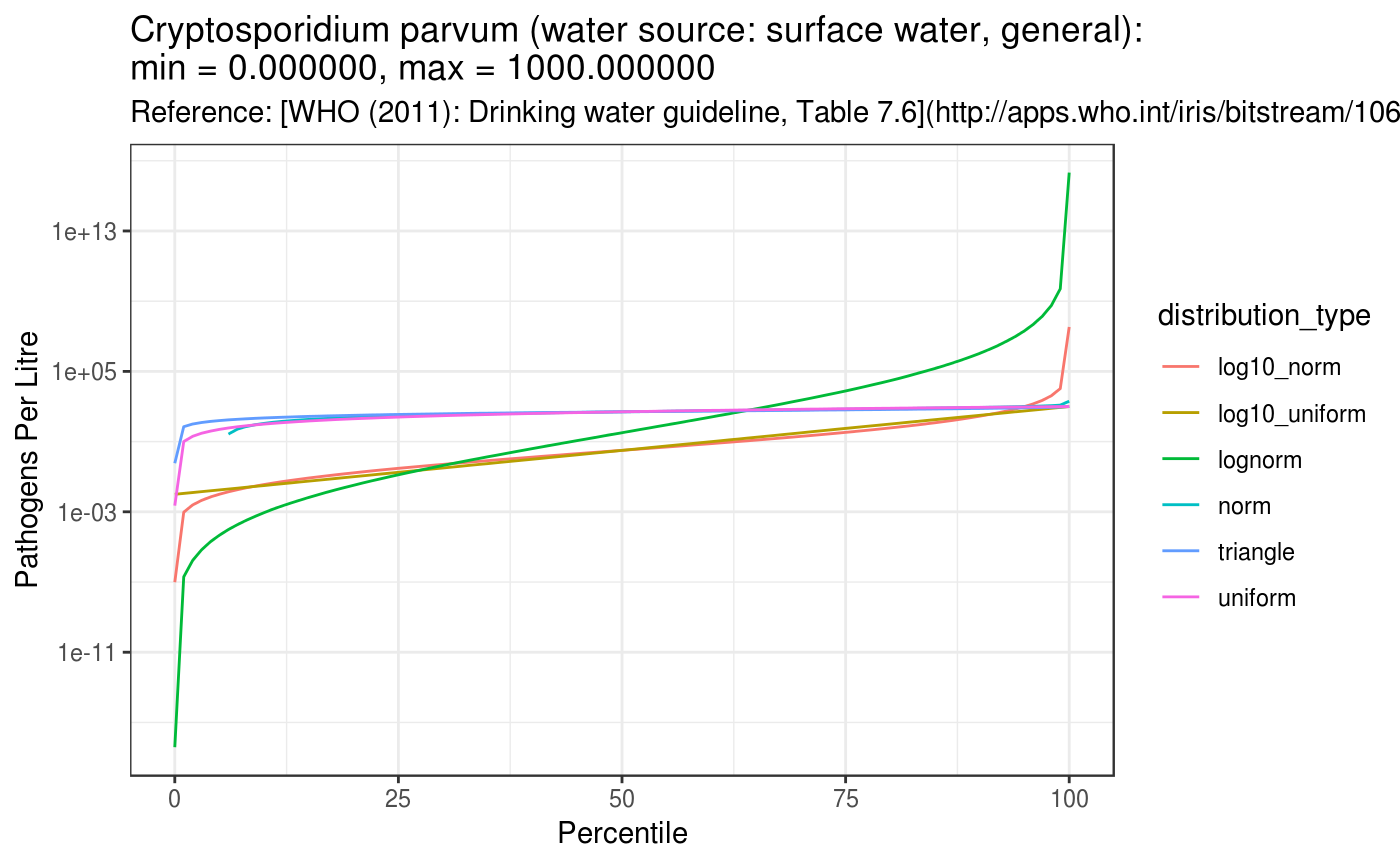 Cryptosporidium parvum (water source: surface water, general):
min = 0.000000, max = 1000.000000
Reference: [WHO (2011): Drinking water guideline, Table 7.6](http://apps.who.int/iris/bitstream/106
Pathogens Per Litre
1e+13
1e+05
1e-03
1e-11
0 25 50 75 100
Percentile
distribution_type
log10_norm
log10_uniform
lognorm
norm
triangle
uniform